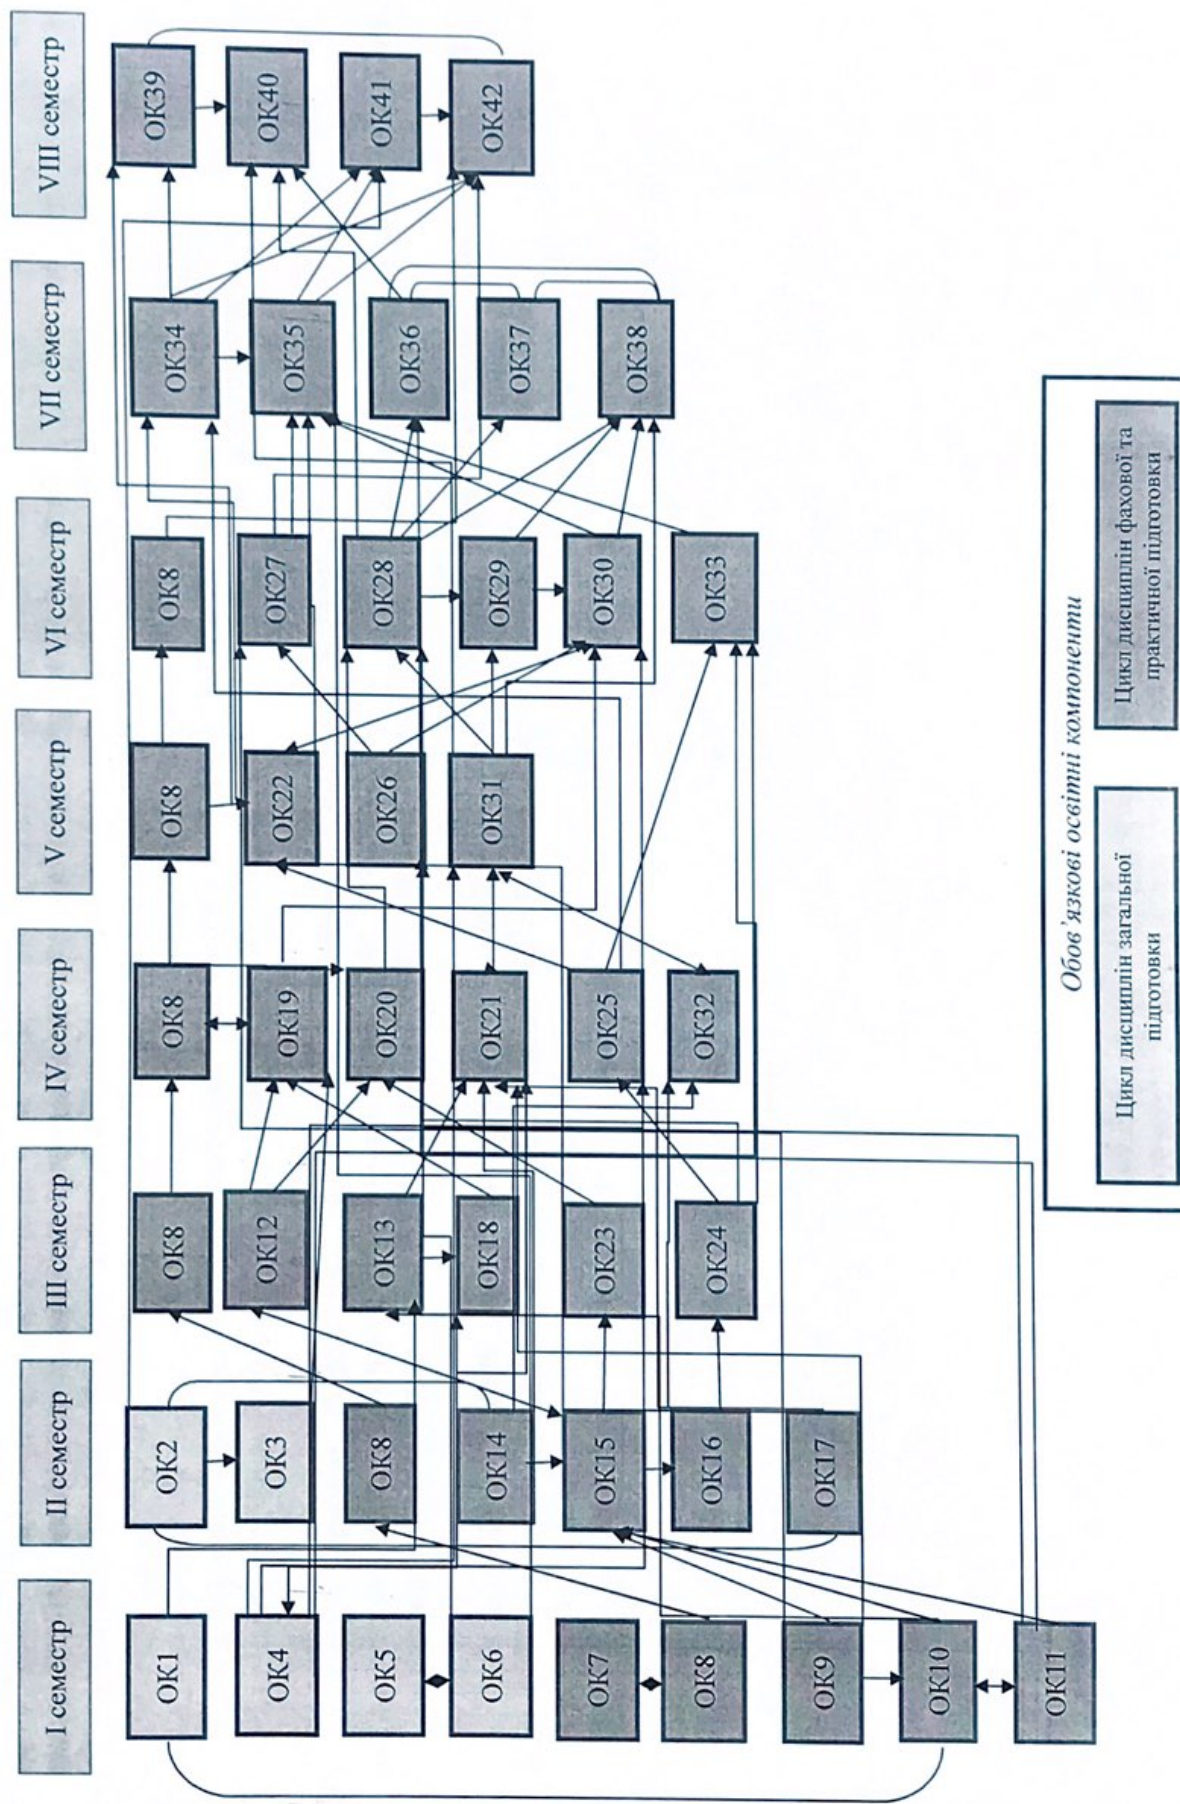 I семестр
II семестр
III семестр
IV семестр
V семестр
VI семестр
VII семестр
VIII семестр
ОК1
ОК4
ОК5
ОК6
ОК7
ОК8
ОК9
ОК10
ОК11
ОК2
ОК3
ОК8
ОК14
ОК15
ОК16
ОК17
ОК8
ОК12
ОК13
ОК18
ОК23
ОК24
ОК8
ОК19
ОК20
ОК21
ОК25
ОК32
ОК8
ОК22
ОК26
ОК31
ОК8
ОК27
ОК28
ОК29
ОК30
ОК33
ОК34
ОК35
ОК36
ОК37
ОК38
ОК39
ОК40
ОК41
ОК42
Обов’язкові освітні компоненти
Цикл дисциплін загальної
підготовки
Цикл дисциплін фахової та
практичної підготовки